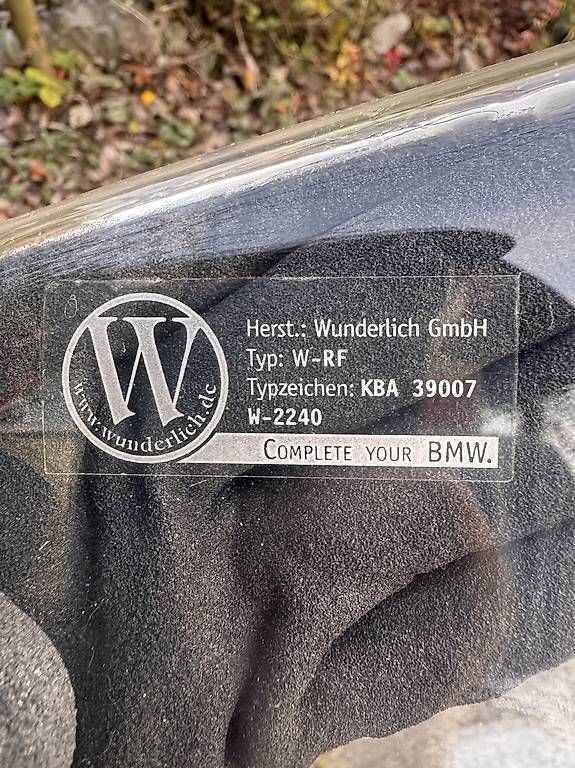 W
www.wunderlich.de
Herst.: Wunderlich GmbH
Typ: W-RF
Typzeichen: KBA 39007
W-2240
COMPLETE YOUR BMW.